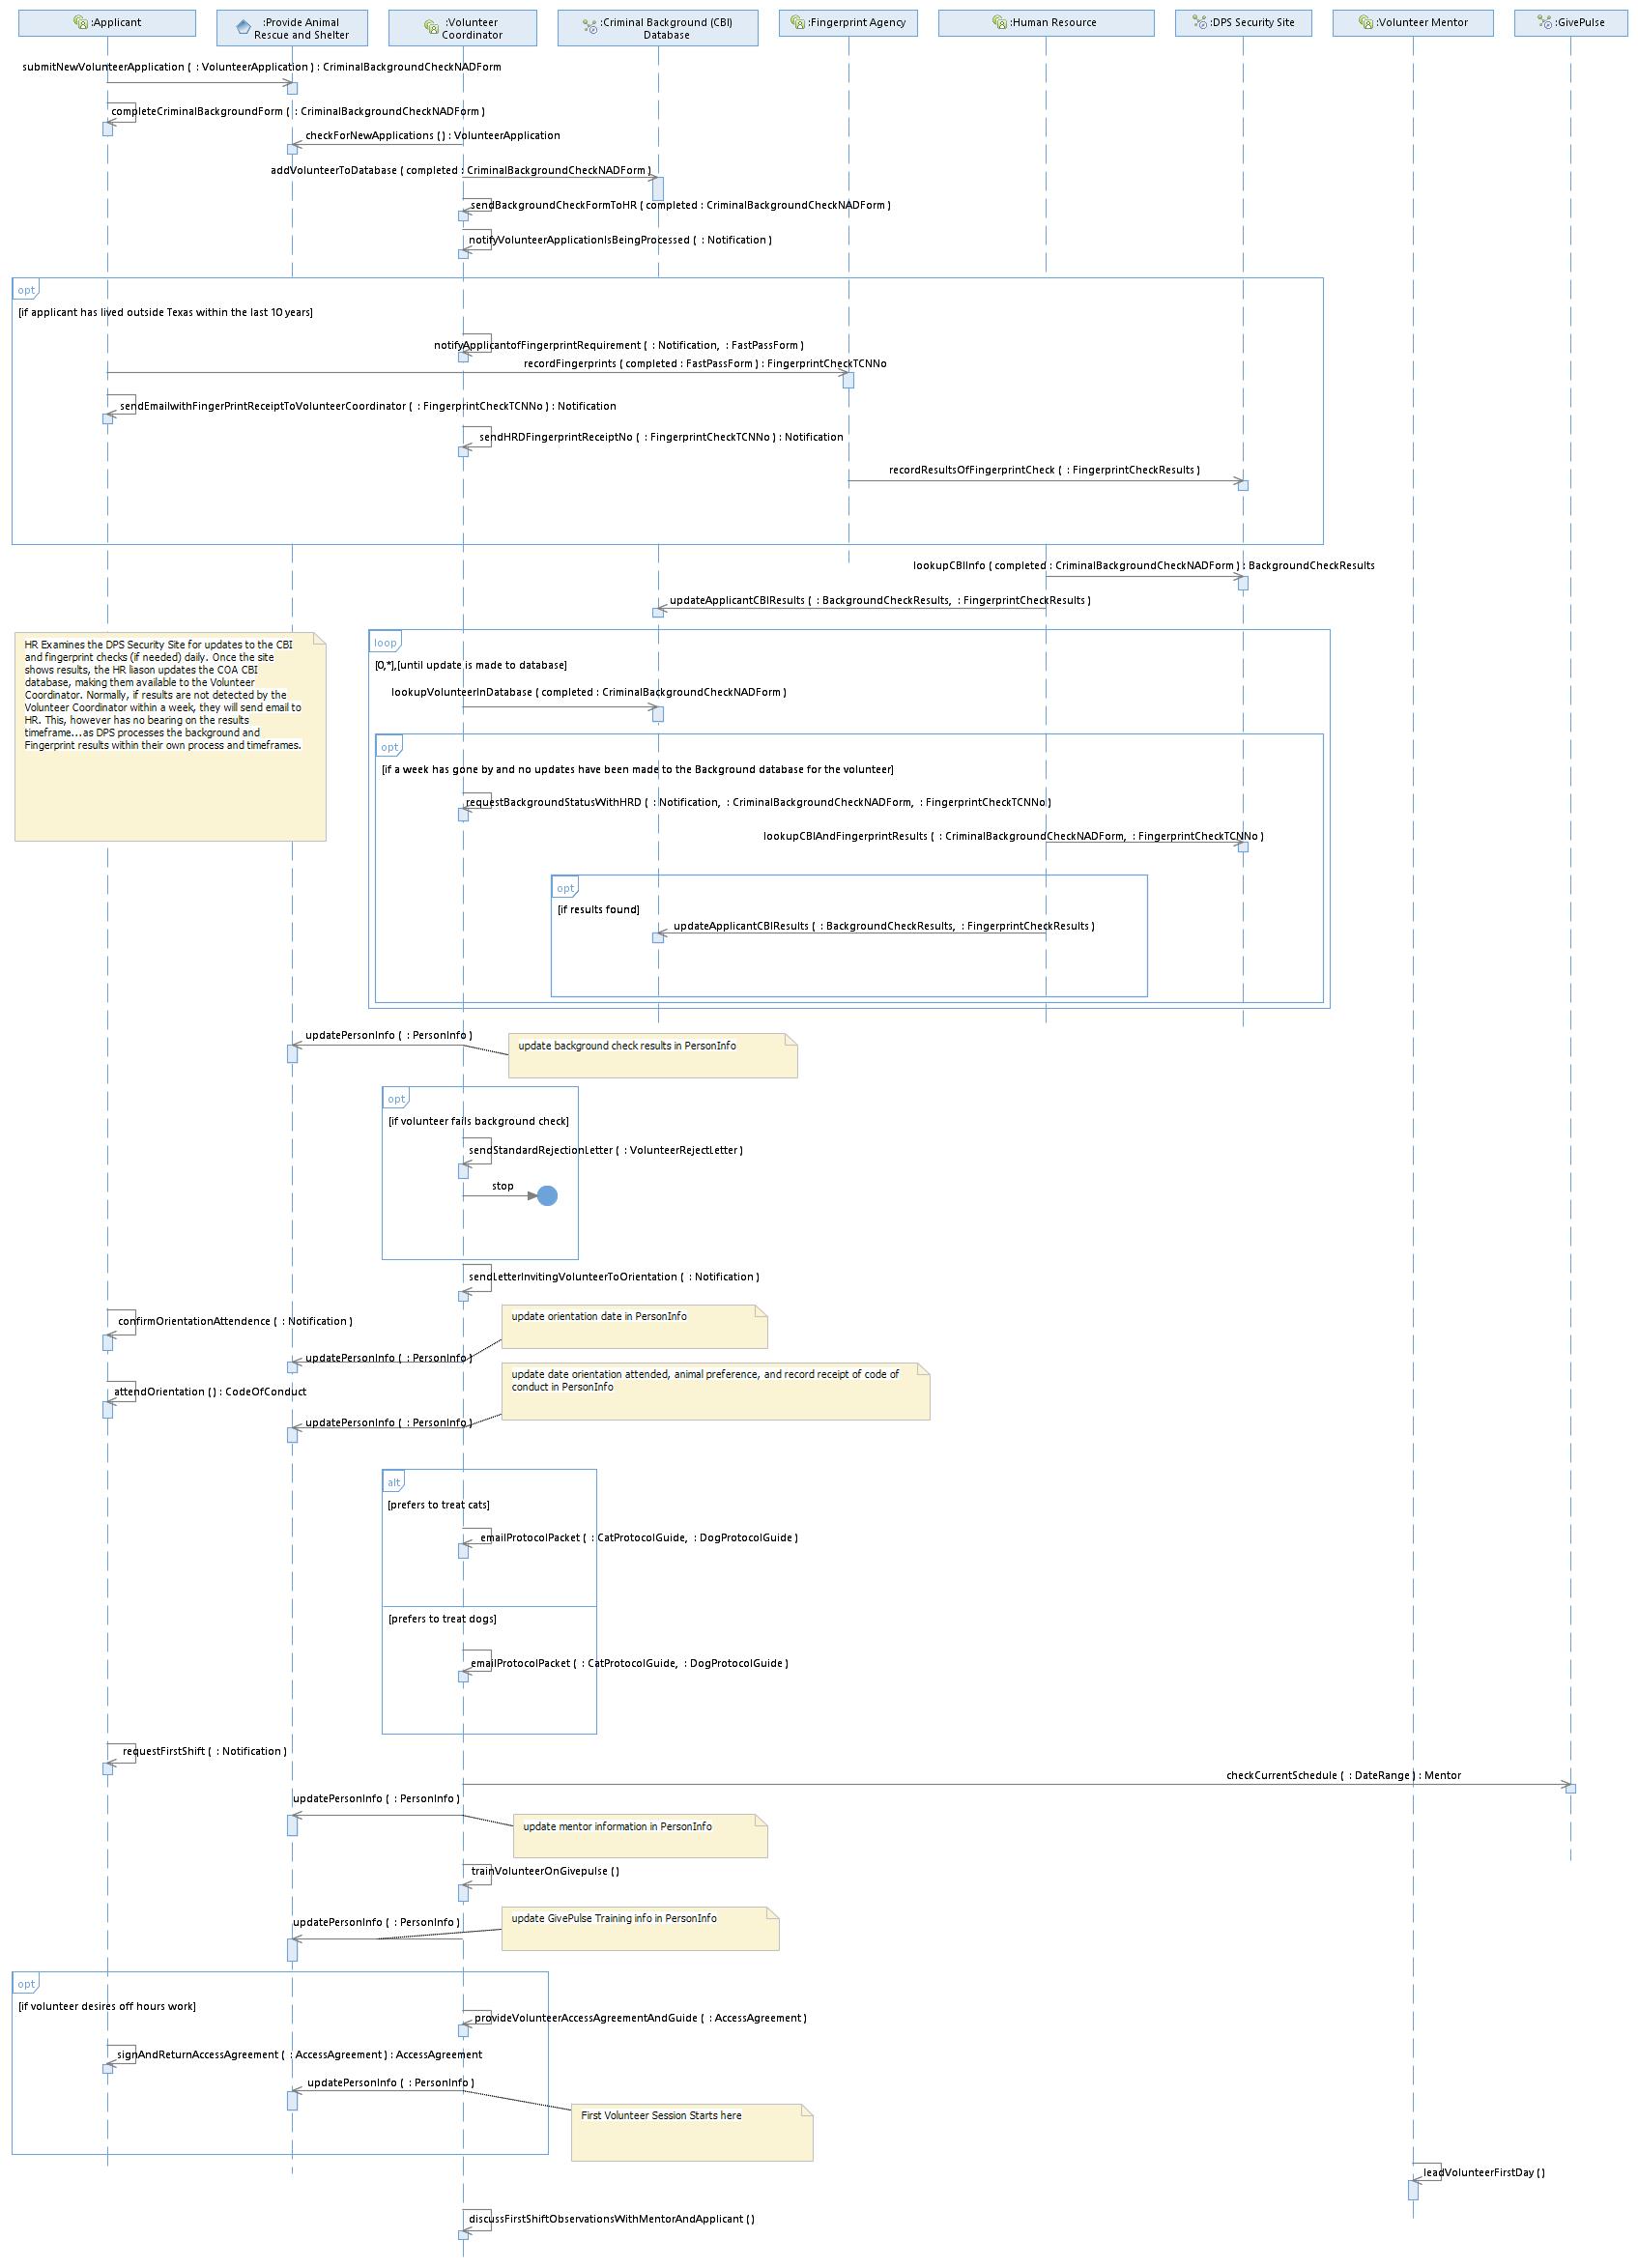 :Applicant
:Provide Animal
Rescue and Shelter
:Volunteer
Coordinator
:Criminal Background (CBI)
Database
:Fingerprint Agency
:Human Resource
:DPS Security Site
:Volunteer Mentor
:GivePulse
submitNewVolunteerApplication ( : VolunteerApplication ) : CriminalBackgroundCheckNADForm
completeCriminalBackgroundForm ( : CriminalBackgroundCheckNADForm )
checkForNewApplications () : VolunteerApplication
addVolunteerToDatabase ( completed : CriminalBackgroundCheckNADForm )
sendBackgroundCheckFormToHR ( completed : CriminalBackgroundCheckNADForm )
notifyVolunteerApplicationIsBeingProcessed ( : Notification )
opt
[if applicant has lived outside Texas within the last 10 years]
notifyApplicantofFingerprintRequirement ( : Notification, : FastPassForm )
recordFingerprints ( completed : FastPassForm ) : FingerprintCheckTCNNo
sendEmailwithFingerPrintReceiptToVolunteerCoordinator ( : FingerprintCheckTCNNo ) : Notification
sendHRDFingerprintReceiptNo ( : FingerprintCheckTCNNo ) : Notification
recordResultsOfFingerprintCheck ( : FingerprintCheckResults )
lookupCBIInfo ( completed : CriminalBackgroundCheckNADForm ) : BackgroundCheckResults
updateApplicantCBIResults ( : BackgroundCheckResults, : FingerprintCheckResults )
HR Examines the DPS Security Site for updates to the CBI
and fingerprint checks (if needed) daily. Once the site
shows results, the HR liason updates the COA CBI
database, making them available to the Volunteer
Coordinator. Normally, if results are not detected by the
Volunteer Coordinator within a week, they will send email to
HR. This, however has no bearing on the results
timeframe...as DPS processes the background and
Fingerprint results within their own process and timeframes.
loop
[0,*],[until update is made to database]
lookupVolunteerInDatabase ( completed : CriminalBackgroundCheckNADForm )
opt
[if a week has gone by and no updates have been made to the Background database for the volunteer]
requestBackgroundStatusWithHRD ( : Notification, : CriminalBackgroundCheckNADForm, : FingerprintCheckTCNNo )
lookupCBIAndFingerprintResults ( : CriminalBackgroundCheckNADForm, : FingerprintCheckTCNNo )
opt
[if results found]
updateApplicantCBIResults ( : BackgroundCheckResults, : FingerprintCheckResults )
updatePersonInfo ( : PersonInfo )
update background check results in PersonInfo
opt
[if volunteer fails background check]
sendStandardRejectionLetter ( : VolunteerRejectLetter )
stop
sendLetterInvitingVolunteerToOrientation ( : Notification )
update orientation date in PersonInfo
confirmOrientationAttendence ( : Notification )
updatePersonInfo ( : PersonInfo )
update date orientation attended, animal preference, and record receipt of code of
conduct in PersonInfo
attendOrientation () : CodeOfConduct
updatePersonInfo ( : PersonInfo )
alt
[prefers to treat cats]
emailProtocolPacket ( : CatProtocolGuide, : DogProtocolGuide )
[prefers to treat dogs]
emailProtocolPacket ( : CatProtocolGuide, : DogProtocolGuide )
requestFirstShift ( : Notification )
checkCurrentSchedule ( : DateRange ) : Mentor
updatePersonInfo ( : PersonInfo )
update mentor information in PersonInfo
trainVolunteerOnGivepulse ()
update GivePulse Training info in PersonInfo
updatePersonInfo ( : PersonInfo )
opt
[if volunteer desires off hours work]
provideVolunteerAccessAgreementAndGuide ( : AccessAgreement )
signAndReturnAccessAgreement ( : AccessAgreement ) : AccessAgreement
updatePersonInfo ( : PersonInfo )
First Volunteer Session Starts here
leadVolunteerFirstDay ()
discussFirstShiftObservationsWithMentorAndApplicant ()